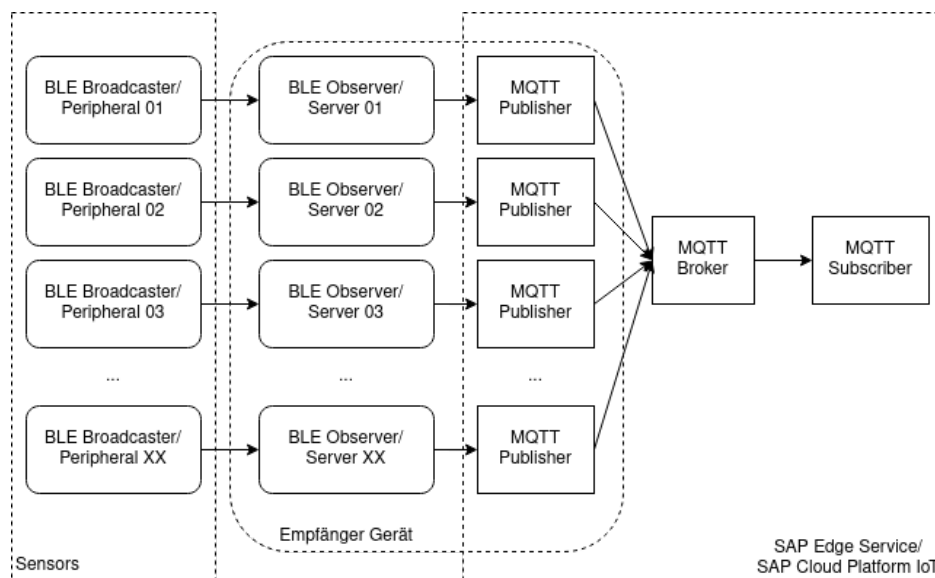 BLE Broadcaster/
Peripheral 01
BLE Observer/
Server 01
MQTT
Publisher
BLE Broadcaster/
Peripheral 02
BLE Observer/
Server 02
MQTT
Publisher
MQTT
Broker
MQTT
Subscriber
BLE Broadcaster/
Peripheral 03
BLE Observer/
Server 03
MQTT
Publisher
...
...
...
BLE Broadcaster/
Peripheral XX
BLE Observer/
Server XX
MQTT
Publisher
Empfänger Gerät
Sensors
SAP Edge Service/
SAP Cloud Platform IoT